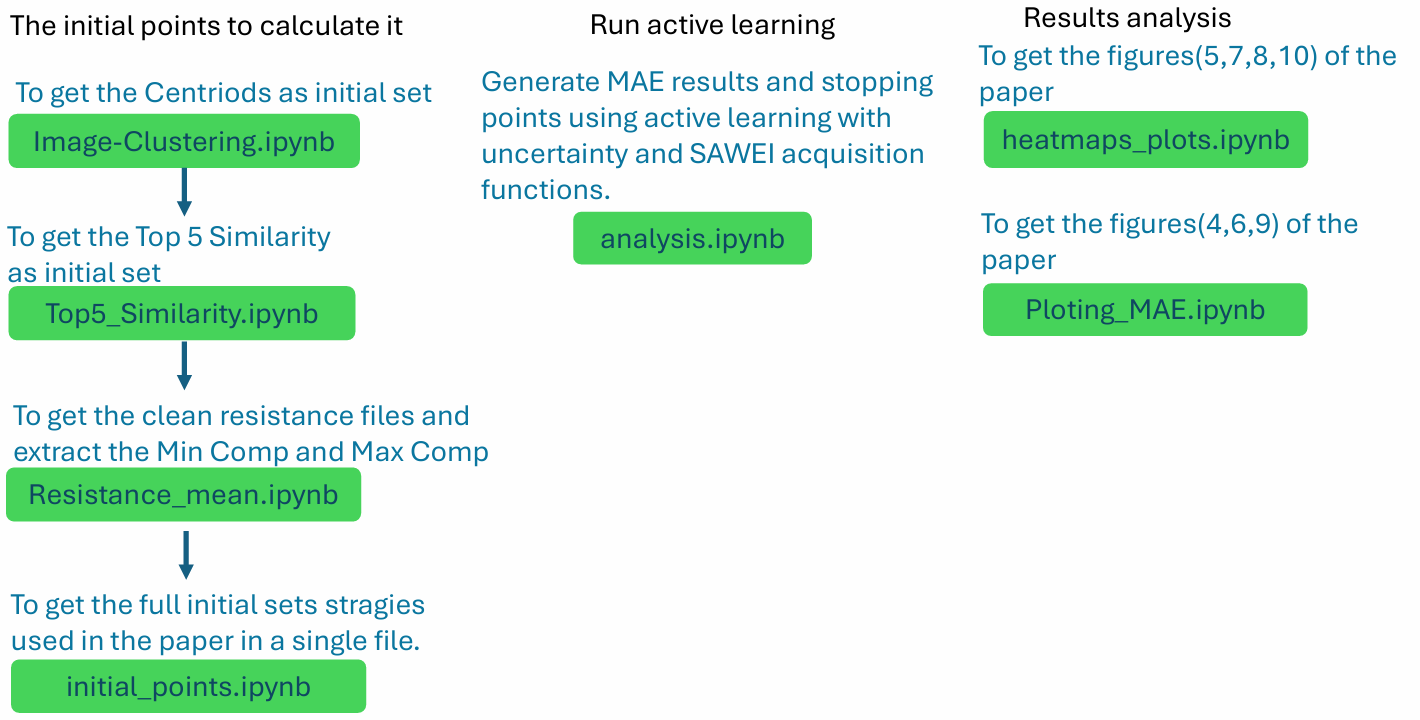 The initial points to calculate it
To get the Centriods as initial set
Image-Clustering.ipynb
To get the Top 5 Similarity
as initial set
Top5_Similarity.ipynb
To get the clean resistance files and
extract the Min Comp and Max Comp
Resistance_mean.ipynb
To get the full initial sets stragies
used in the paper in a single file.
initial_points.ipynb
Run active learning
Generate MAE results and stopping
points using active learning with
uncertainty and SAWEI acquisition
functions.
analysis.ipynb
Results analysis
To get the figures(5,7,8,10) of the
paper
heatmaps_plots.ipynb
To get the figures(4,6,9) of the
paper
Ploting_MAE.ipynb